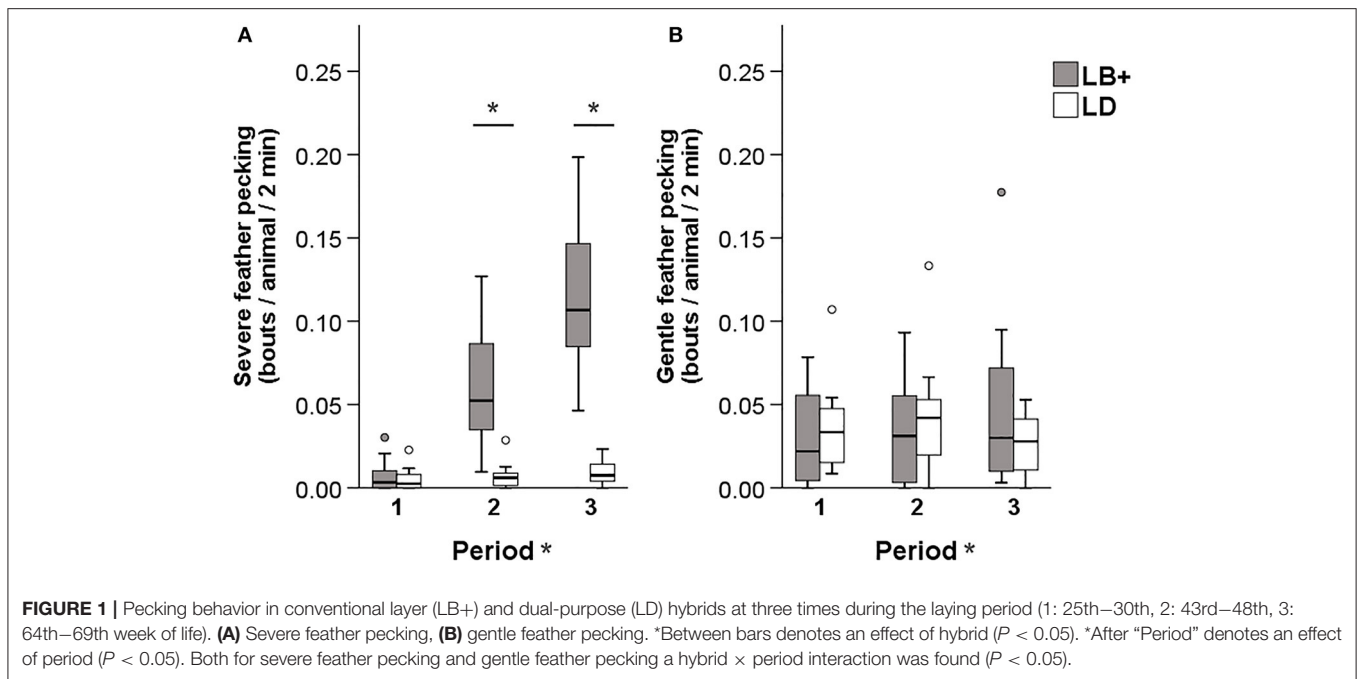 A
B
Severe feather pecking
(bouts / animal / 2 min)
0.25
0.20
0.15
0.10
0.05
0.00
*
*
1
2
3
Period *
Gentle feather pecking
(bouts / animal / 2 min)
0.25
0.20
0.15
0.10
0.05
0.00
1
2
3
Period *
LB+
LD
FIGURE 1 | Pecking behavior in conventional layer (LB+) and dual-purpose (LD) hybrids at three times during the laying period (1: 25th–30th, 2: 43rd–48th, 3:
64th–69th week of life). (A) Severe feather pecking, (B) gentle feather pecking. *Between bars denotes an effect of hybrid (P < 0.05). *After “Period” denotes an effect
of period (P < 0.05). Both for severe feather pecking and gentle feather pecking a hybrid × period interaction was found (P < 0.05).